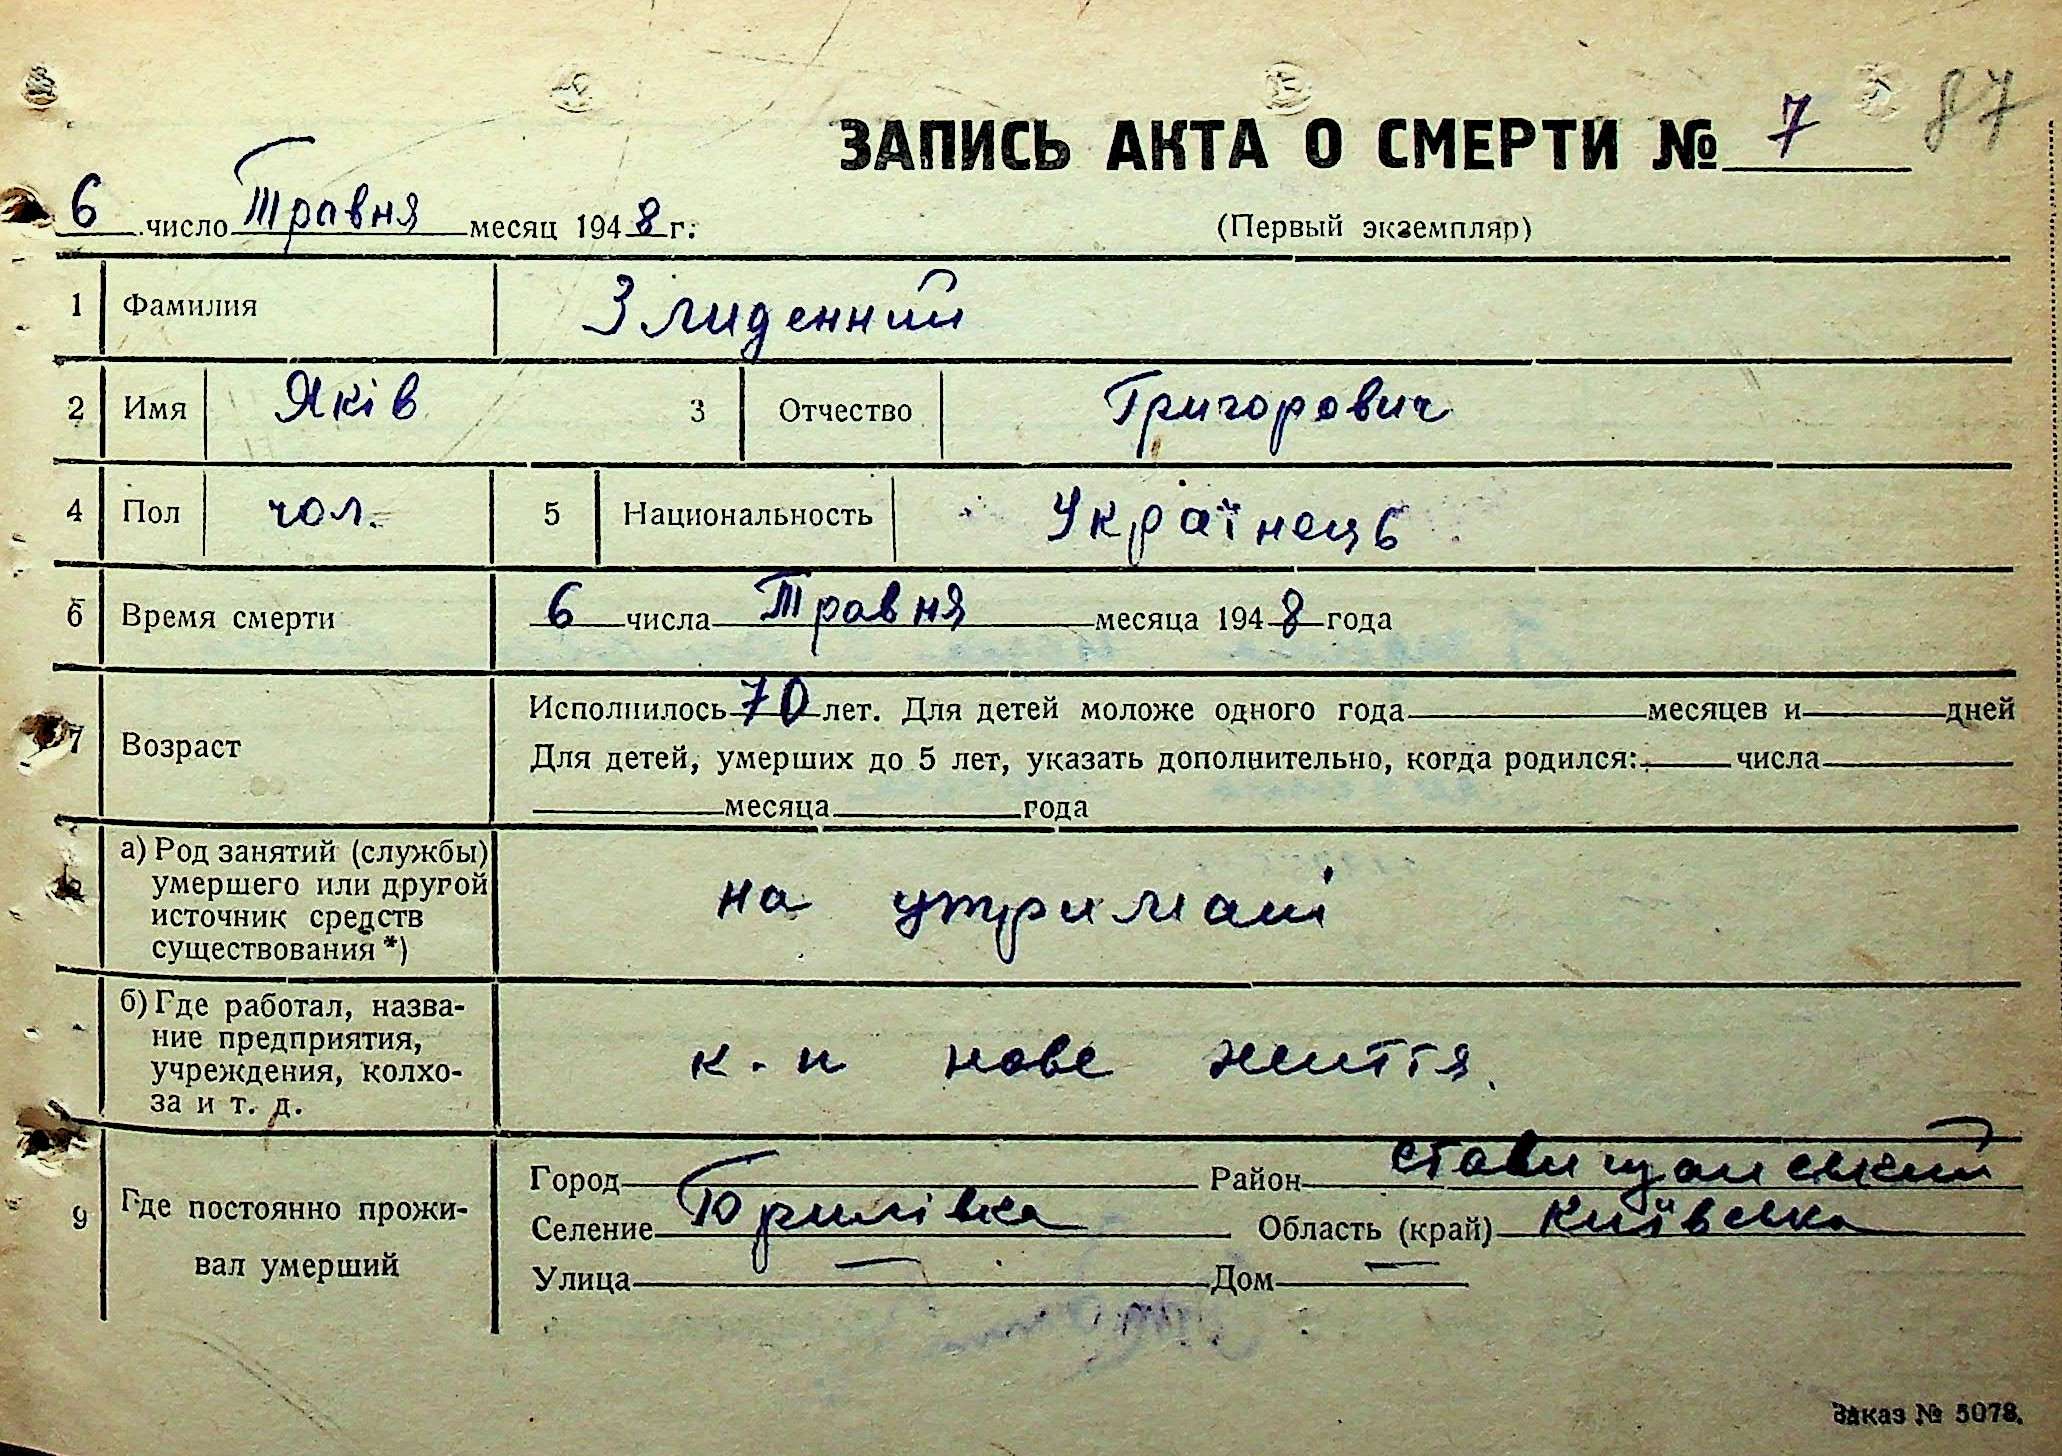 87
ЗАПИСЬ АКТА О СМЕРТИ № 7
6 число Травня месяц 1948 г.
(Первый экземпляр)
1 Фамилия Злиденний
2 Имя Яків 3 Отчество Григорович
4 Пол чол. 5 Национальность Українець
6 Время смерти 6 числа Травня месяца 1948 года
7 Возраст Исполнилось 70 лет. Для детей моложе одного года месяцев и дней
Для детей, умерших до 5 лет, указать дополнительно, когда родился: числа
месяца года
а) Род занятий (службы)
умершего или другой
источник средств
существования *)
на утримані
б) Где работал, назва-
ние предприятия,
учреждения, колхо-
за и т. д.
к-п нове життя.
9 Где постоянно прожи-
вал умерший
Город Район Ставищанский
Селение Юрилівка Область (край) Київська
Улица — Дом —
Заказ № 5078.